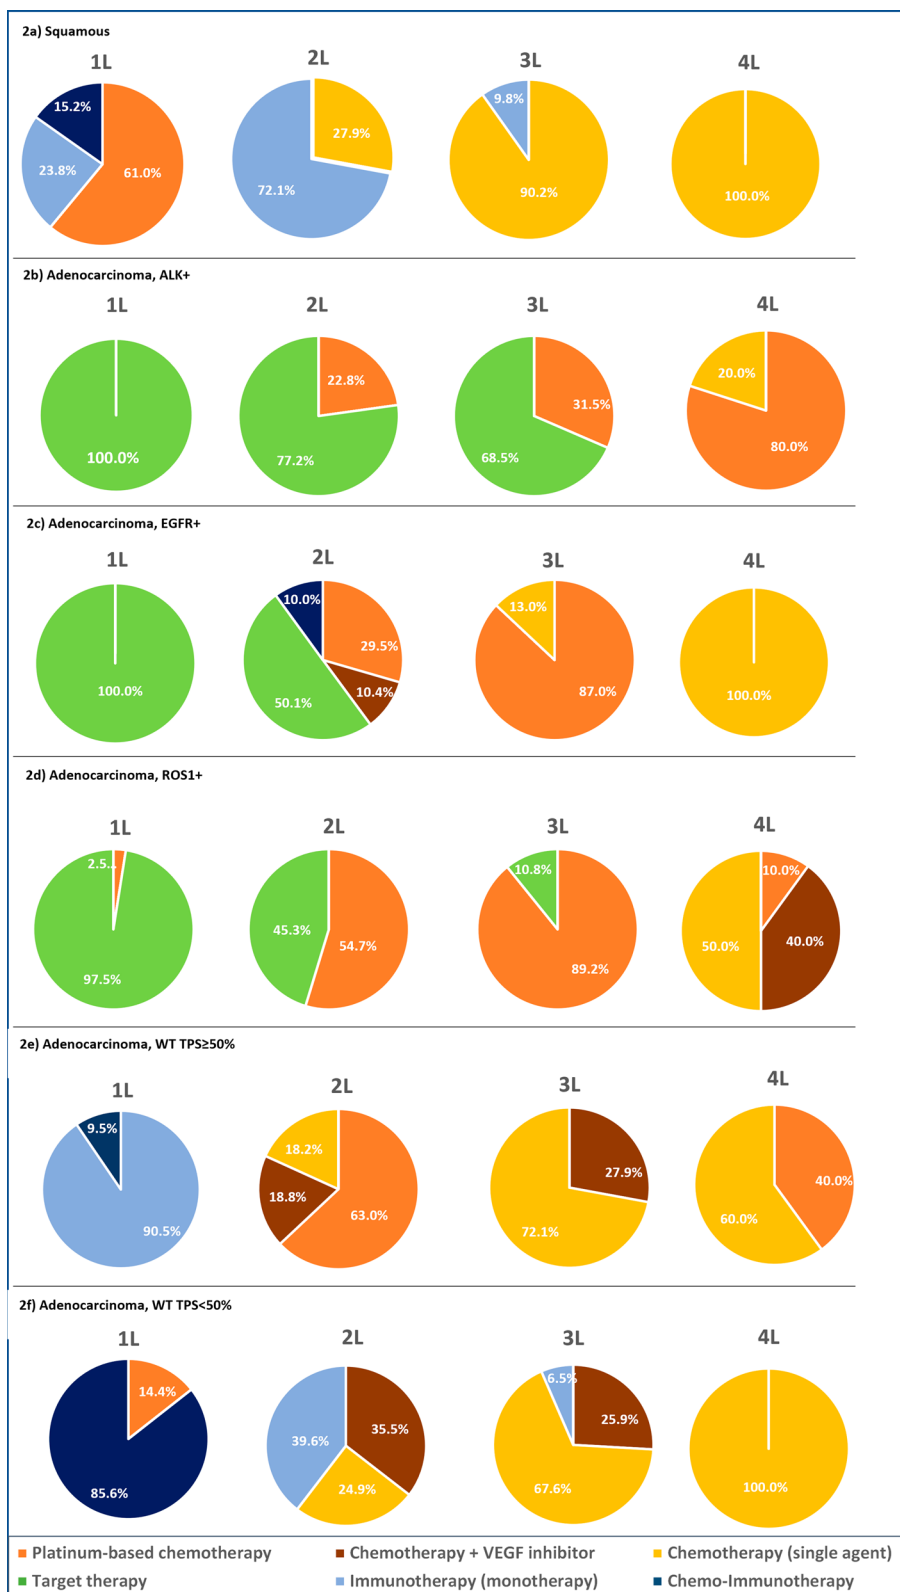 2a) Squamous
1L 2L 3L 4L
15.2% 23.8% 61.0% 27.9% 72.1% 9.8% 90.2% 100.0%
2b) Adenocarcinoma, ALK+
1L 2L 3L 4L
100.0% 22.8% 77.2% 31.5% 68.5% 20.0% 80.0%
2c) Adenocarcinoma, EGFR+
1L 2L 3L 4L
100.0% 10.0% 29.5% 10.4% 50.1% 13.0% 87.0% 100.0%
2d) Adenocarcinoma, ROS1+
1L 2L 3L 4L
2.5... 97.5% 45.3% 54.7% 10.8% 89.2% 10.0% 50.0% 40.0%
2e) Adenocarcinoma, WT TPS≥50%
1L 2L 3L 4L
9.5% 90.5% 18.2% 18.8% 63.0% 27.9% 72.1% 40.0% 60.0%
2f) Adenocarcinoma, WT TPS<50%
1L 2L 3L 4L
14.4% 85.6% 35.5% 39.6% 24.9% 6.5% 25.9% 67.6% 100.0%
Platinum-based chemotherapy Chemotherapy + VEGF inhibitor Chemotherapy (single agent)
Target therapy Immunotherapy (monotherapy) Chemo-Immunotherapy